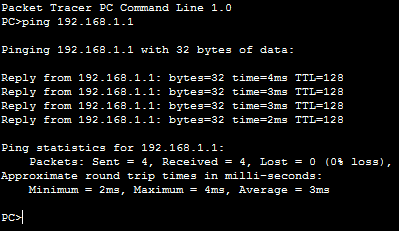 Packet Tracer PC Command Line 1.0
PC>ping 192.168.1.1
Pinging 192.168.1.1 with 32 bytes of data:
Reply from 192.168.1.1: bytes=32 time=4ms TTL=128
Reply from 192.168.1.1: bytes=32 time=3ms TTL=128
Reply from 192.168.1.1: bytes=32 time=3ms TTL=128
Reply from 192.168.1.1: bytes=32 time=2ms TTL=128
Ping statistics for 192.168.1.1:
    Packets: Sent = 4, Received = 4, Lost = 0 (0% loss),
Approximate round trip times in milli-seconds:
    Minimum = 2ms, Maximum = 4ms, Average = 3ms
PC>